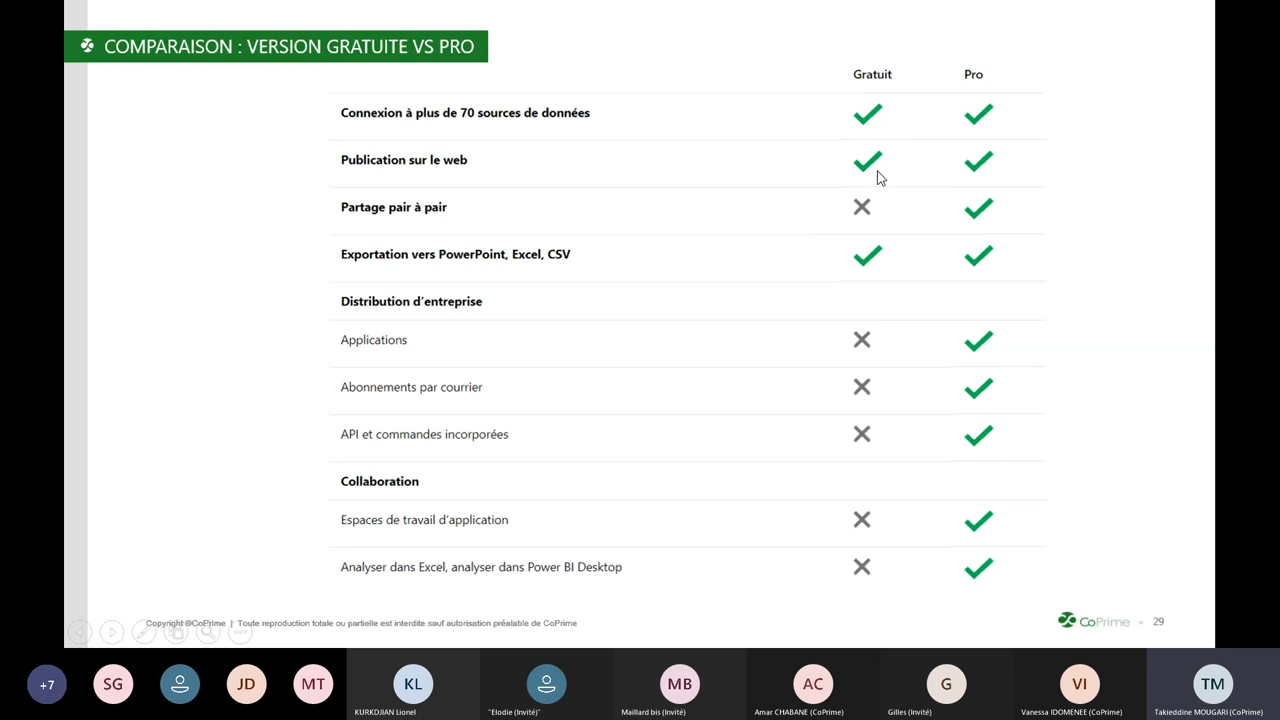 COMPARAISON : VERSION GRATUITE VS PRO
Gratuit Pro
Connexion à plus de 70 sources de données
Publication sur le web
Partage pair à pair
Exportation vers PowerPoint, Excel, CSV
Distribution d'entreprise
Applications
Abonnements par courrier
API et commandes incorporées
Collaboration
Espaces de travail d'application
Analyser dans Excel, analyser dans Power BI Desktop
Copyright @CoPrime | Toute reproduction totale ou partielle est interdite sauf autorisation préalable de CoPrime
CoPrime 29
+7 SG JD MT KL MB AC G VI TM
KURKDJIAN Lionel "Elodie (Invité)" Maillard bis (Invité) Amar CHABANE (CoPrime) Gilles (Invité) Vanessa IDOMENEE (CoPrime) Takieddine MOUGARI (CoPrime)